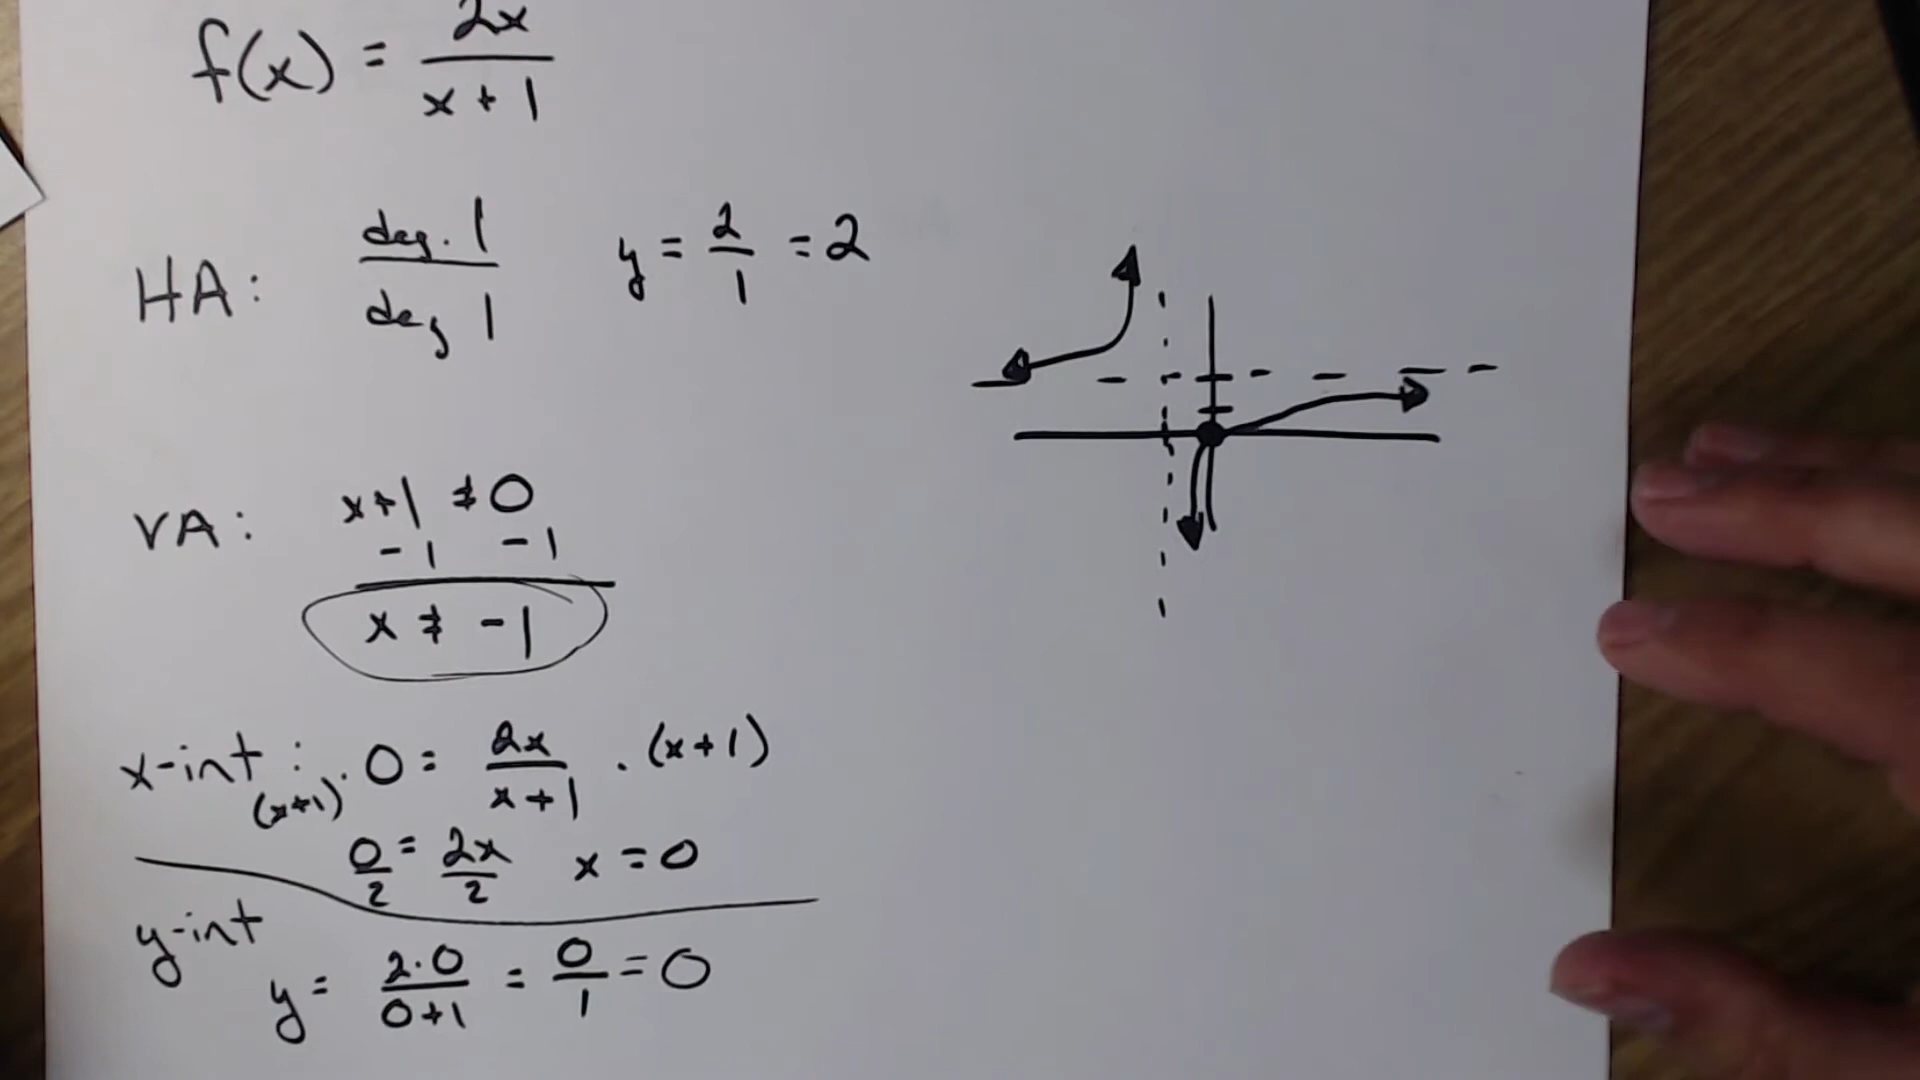 f(x) = 2x / x + 1
HA: deg. 1 / deg 1 y = 2/1 = 2
VA: x+1 ≠ 0
- 1 - 1
x ≠ - 1
x-int : (x+1) · 0 = 2x / x+1 · (x+1)
0/2 = 2x/2 x = 0
y-int
y = 2·0 / 0+1 = 0/1 = 0